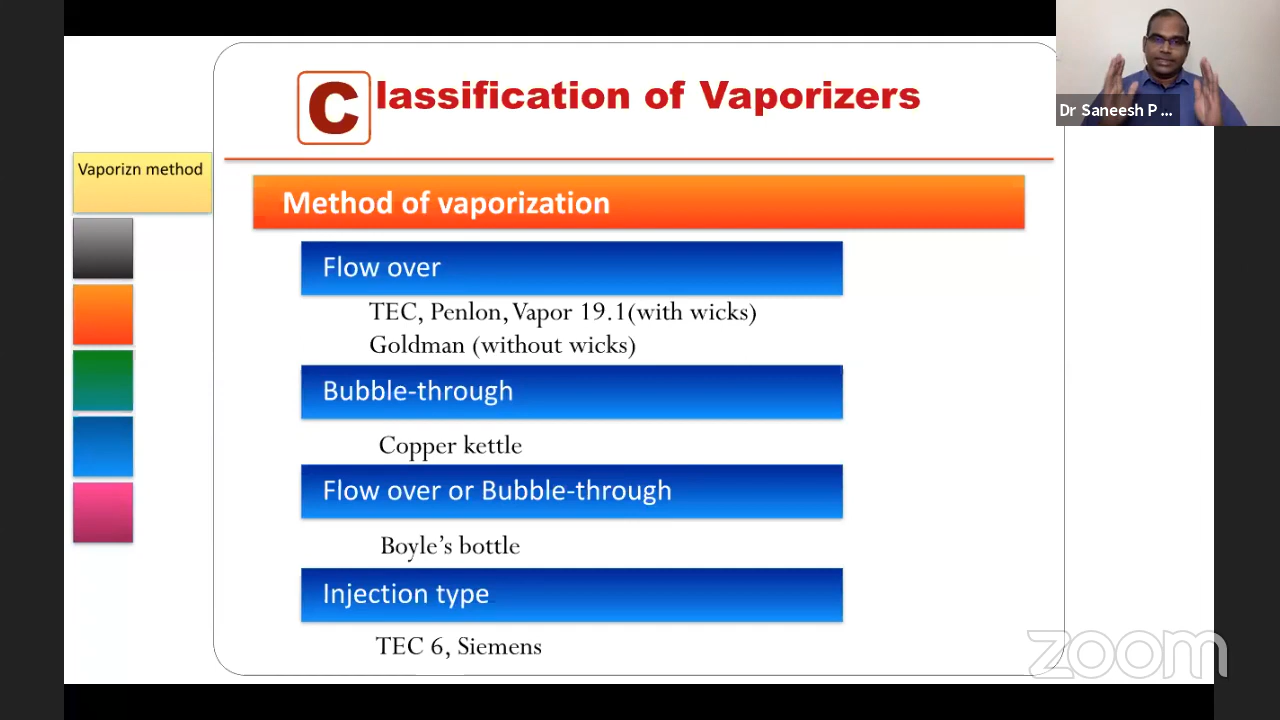 Classification of Vaporizers
Dr Saneesh P ...
Vaporizn method
Method of vaporization
Flow over
TEC, Penlon, Vapor 19.1(with wicks)
Goldman (without wicks)
Bubble-through
Copper kettle
Flow over or Bubble-through
Boyle’s bottle
Injection type
TEC 6, Siemens
zoom